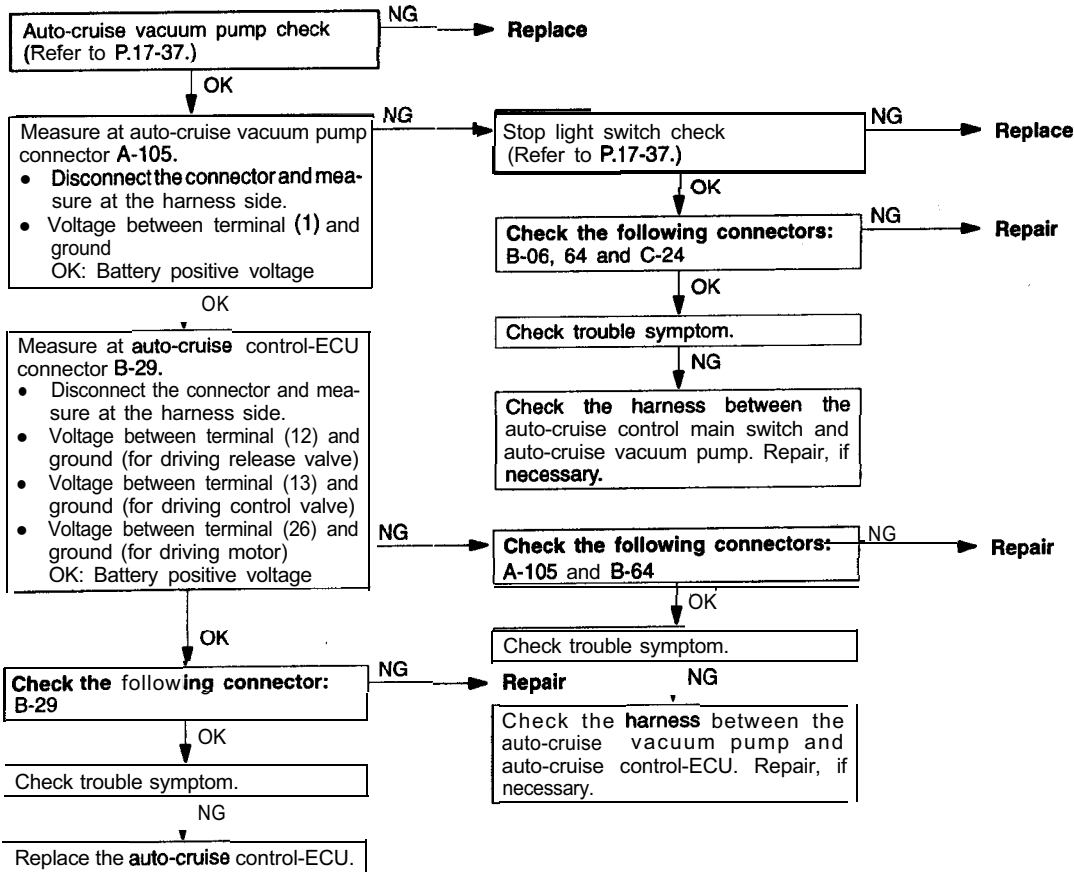 Auto-cruise vacuum pump check
(Refer to P.17-37.)
NG
Replace
OK
Measure at auto-cruise vacuum pump
connector A-105.
• Disconnect the connector and mea-
sure at the harness side.
• Voltage between terminal (1) and
ground
OK: Battery positive voltage
NG
Stop light switch check
(Refer to P.17-37.)
NG
Replace
OK
Check the following connectors:
B-06, 64 and C-24
NG
Repair
OK
Check trouble symptom.
NG
Check the harness between the
auto-cruise control main switch and
auto-cruise vacuum pump. Repair, if
necessary.
OK
Measure at auto-cruise control-ECU
connector B-29.
• Disconnect the connector and mea-
sure at the harness side.
• Voltage between terminal (12) and
ground (for driving release valve)
• Voltage between terminal (13) and
ground (for driving control valve)
• Voltage between terminal (26) and
ground (for driving motor)
OK: Battery positive voltage
NG
Check the following connectors:
A-105 and B-64
NG
Repair
OK
Check trouble symptom.
NG
Check the harness between the
auto-cruise vacuum pump and
auto-cruise control-ECU. Repair, if
necessary.
OK
Check the following connector:
B-29
NG
Repair
OK
Check trouble symptom.
NG
Replace the auto-cruise control-ECU.